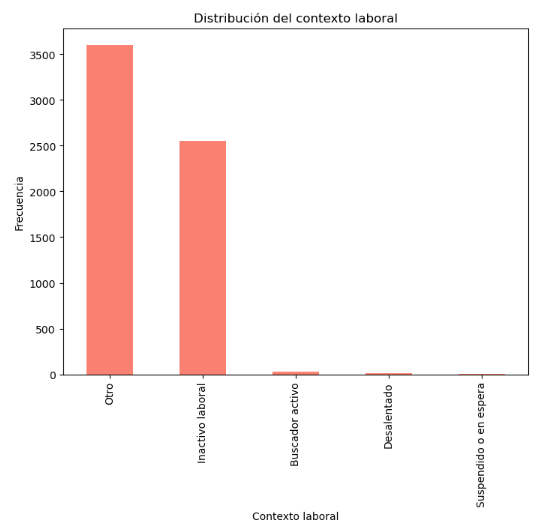 Distribución del contexto laboral
3500
3000
2500
2000
1500
1000
500
0
Frecuencia
Otro
Inactivo laboral
Buscador activo
Desalentado
Suspendido o en espera
Contexto laboral